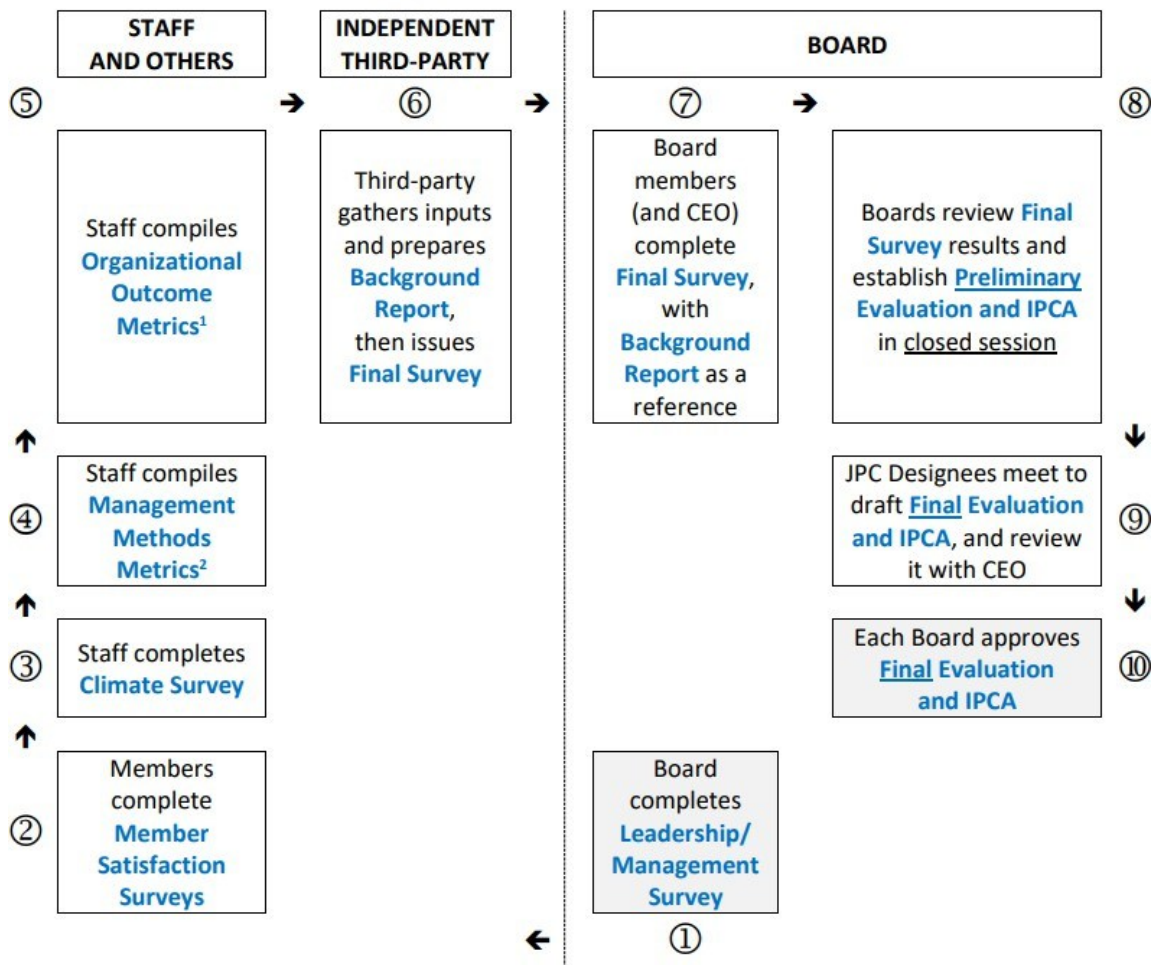 STAFF
AND OTHERS
INDEPENDENT
THIRD-PARTY
BOARD
⑤
⑥
⑦
⑧
Staff compiles
Organizational
Outcome
Metrics¹
Third-party
gathers inputs
and prepares
Background
Report,
then issues
Final Survey
Board
members
(and CEO)
complete
Final Survey,
with
Background
Report as a
reference
Boards review Final
Survey results and
establish Preliminary
Evaluation and IPCA
in closed session
④
Staff compiles
Management
Methods
Metrics²
JPC Designees meet to
draft Final Evaluation
and IPCA, and review
it with CEO
⑨
③
Staff completes
Climate Survey
Each Board approves
Final Evaluation
and IPCA
⑩
②
Members
complete
Member
Satisfaction
Surveys
Board
completes
Leadership/
Management
Survey
①